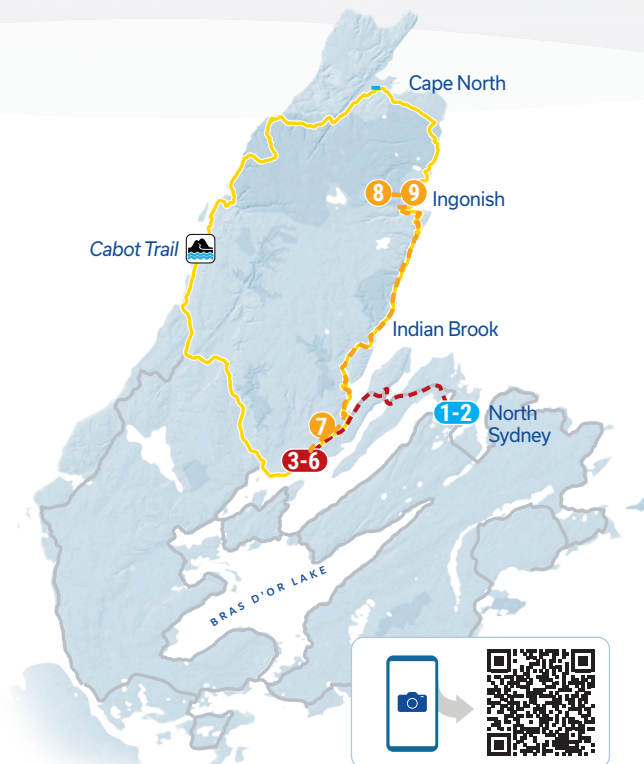 Cape North
8
9
Ingonish
Cabot Trail
Indian Brook
7
1-2
North
Sydney
3-6
BRAS D'OR LAKE